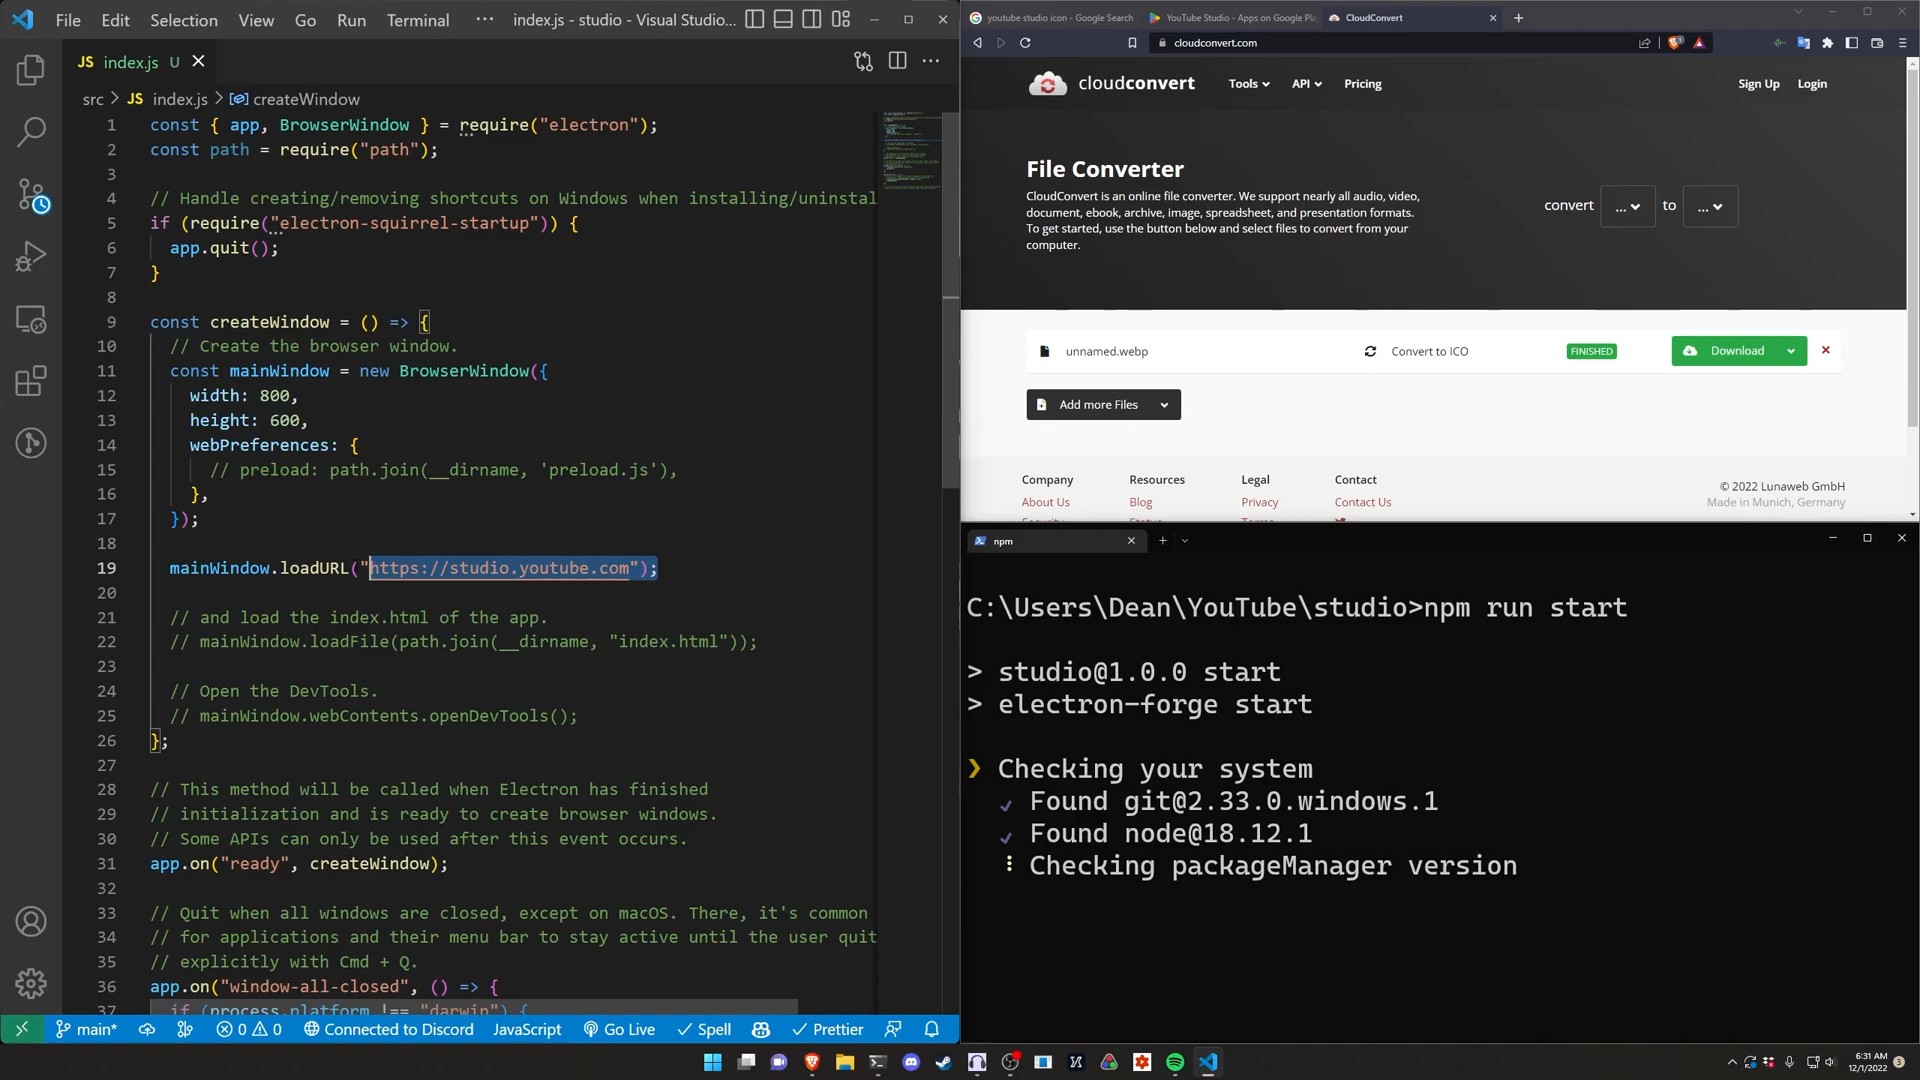 File Edit Selection View Go Run Terminal ··· index.js - studio - Visual Studio...
JS index.js U
src > JS index.js > createWindow
1 const { app, BrowserWindow } = require("electron");
2 const path = require("path");
3
4 // Handle creating/removing shortcuts on Windows when installing/uninstal
5 if (require("electron-squirrel-startup")) {
6 app.quit();
7 }
8
9 const createWindow = () => {
10 // Create the browser window.
11 const mainWindow = new BrowserWindow({
12 width: 800,
13 height: 600,
14 webPreferences: {
15 // preload: path.join(__dirname, 'preload.js'),
16 },
17 });
18
19 mainWindow.loadURL("https://studio.youtube.com");
20
21 // and load the index.html of the app.
22 // mainWindow.loadFile(path.join(__dirname, "index.html"));
23
24 // Open the DevTools.
25 // mainWindow.webContents.openDevTools();
26 };
27
28 // This method will be called when Electron has finished
29 // initialization and is ready to create browser windows.
30 // Some APIs can only be used after this event occurs.
31 app.on("ready", createWindow);
32
33 // Quit when all windows are closed, except on macOS. There, it's common
34 // for applications and their menu bar to stay active until the user quit
35 // explicitly with Cmd + Q.
36 app.on("window-all-closed", () => {
37 if (process.platform !== "darwin") {
main* 0 0 Connected to Discord JavaScript Go Live Spell Prettier
youtube studio icon - Google Search YouTube Studio - Apps on Google Pla CloudConvert
cloudconvert.com
cloudconvert Tools API Pricing Sign Up Login
File Converter
CloudConvert is an online file converter. We support nearly all audio, video,
document, ebook, archive, image, spreadsheet, and presentation formats.
To get started, use the button below and select files to convert from your
computer.
convert ... to ...
unnamed.webp Convert to ICO FINISHED Download
Add more Files
Company Resources Legal Contact
About Us Blog Privacy Contact Us
© 2022 Lunaweb GmbH
Made in Munich, Germany
npm
C:\Users\Dean\YouTube\studio>npm run start
> studio@1.0.0 start
> electron-forge start
❯ Checking your system
✓ Found git@2.33.0.windows.1
✓ Found node@18.12.1
⠇ Checking packageManager version
6:31 AM
12/1/2022
3